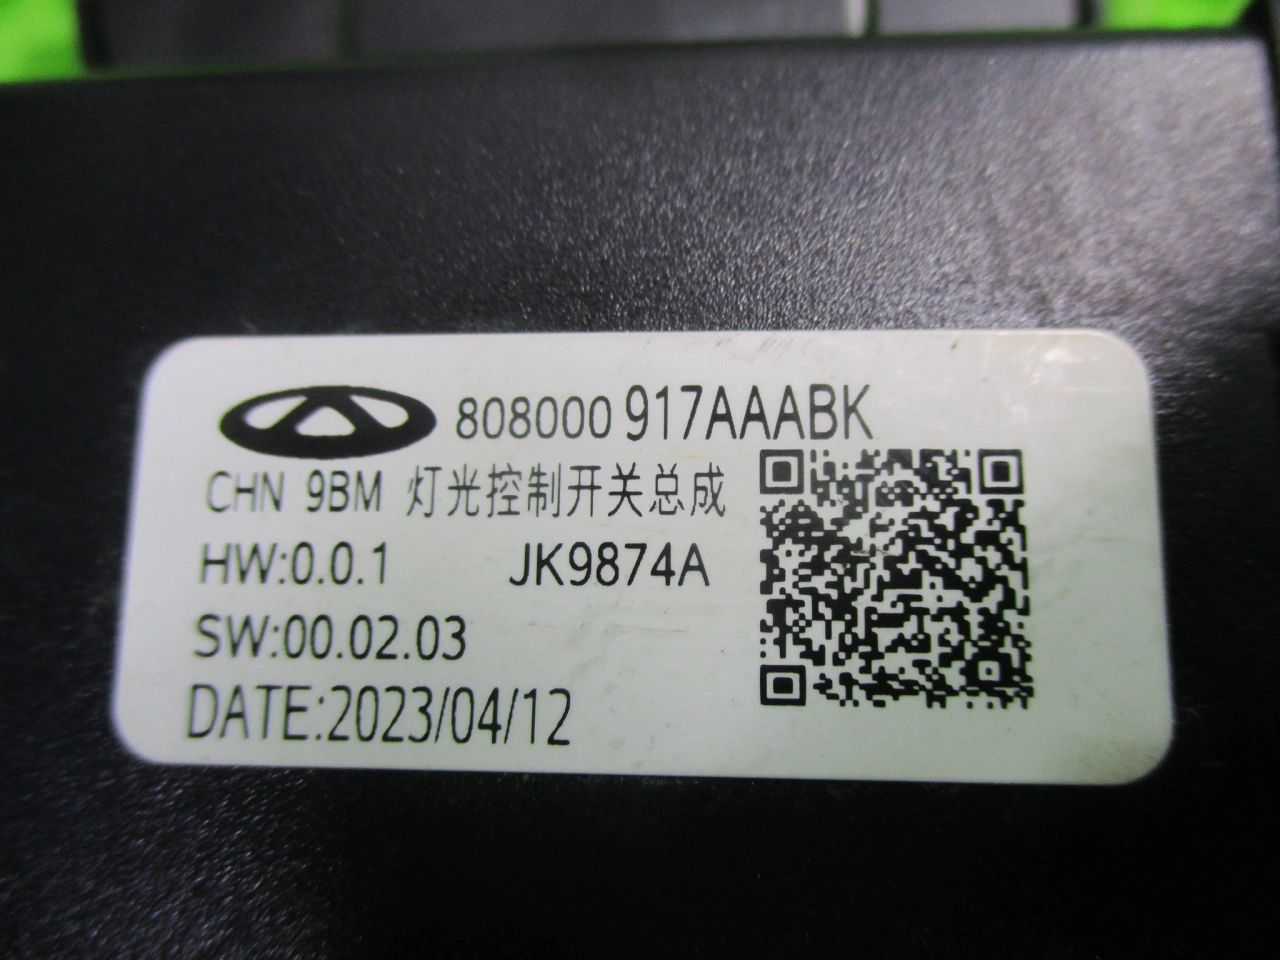 808000 917AAABK
CHN 9BM 灯光控制开关总成
HW:0.0.1 JK9874A
SW:00.02.03
DATE:2023/04/12